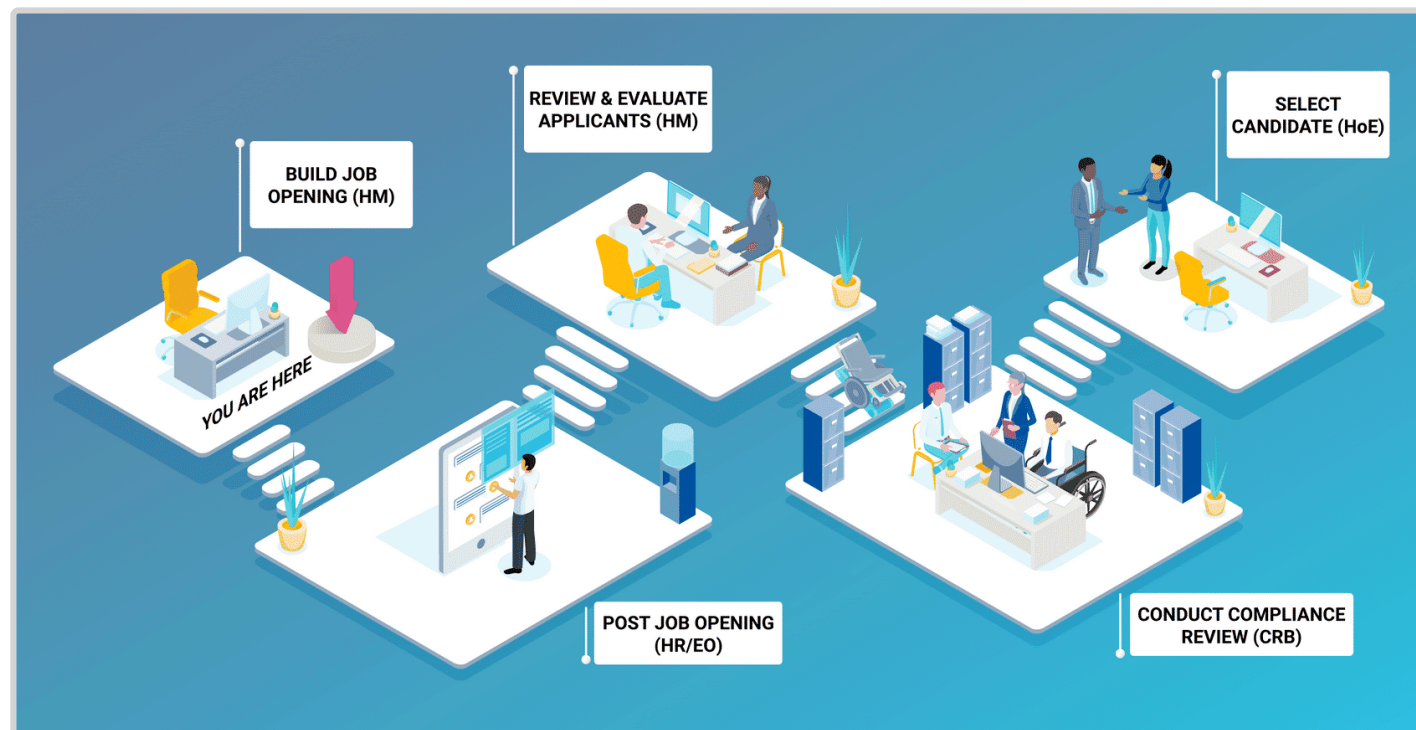 BUILD JOB
OPENING (HM)
YOU ARE HERE
POST JOB OPENING
(HR/EO)
REVIEW & EVALUATE
APPLICANTS (HM)
CONDUCT COMPLIANCE
REVIEW (CRB)
SELECT
CANDIDATE (HoE)